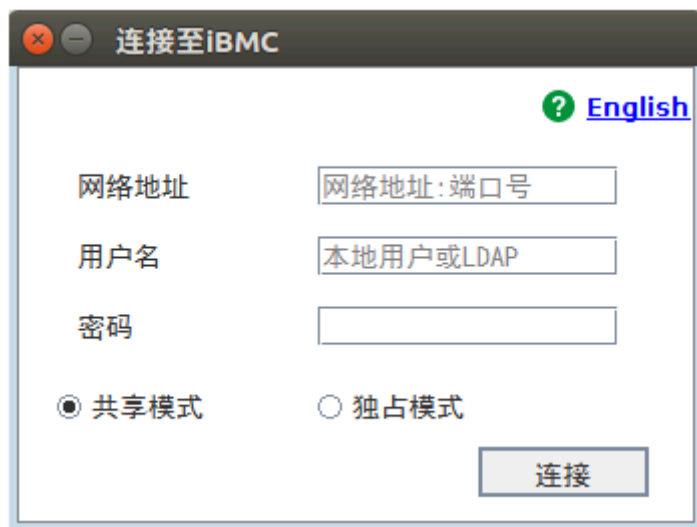 连接至iBMC
? English
网络地址 网络地址:端口号
用户名 本地用户或LDAP
密码
共享模式 独占模式
连接